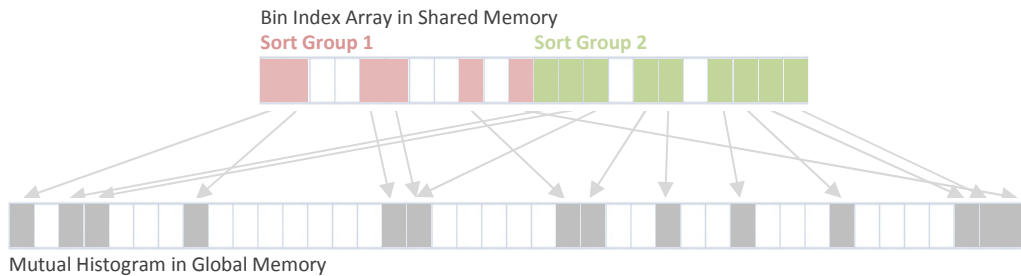 Bin Index Array in Shared Memory
Sort Group 1 Sort Group 2
Mutual Histogram in Global Memory